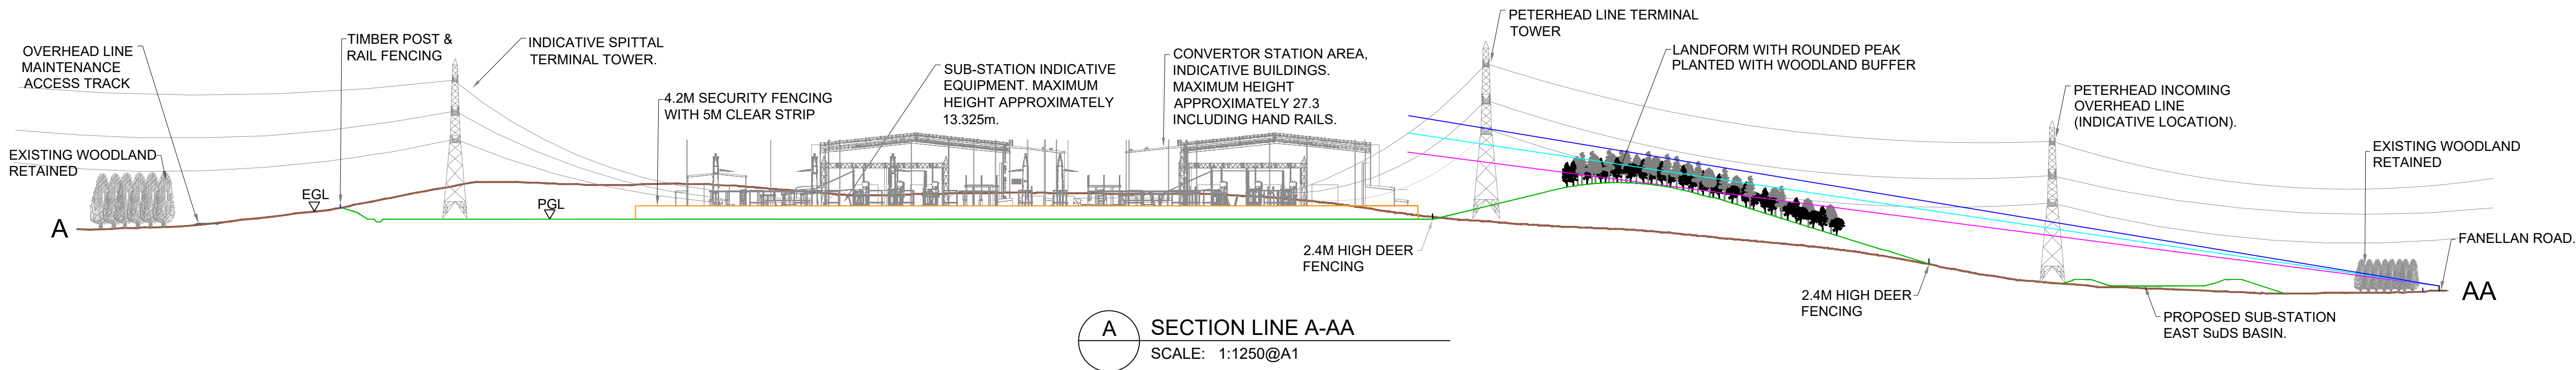 OVERHEAD LINE
MAINTENANCE
ACCESS TRACK
EXISTING WOODLAND
RETAINED
A
EGL
TIMBER POST &
RAIL FENCING
INDICATIVE SPITTAL
TERMINAL TOWER.
PGL
4.2M SECURITY FENCING
WITH 5M CLEAR STRIP
SUB-STATION INDICATIVE
EQUIPMENT. MAXIMUM
HEIGHT APPROXIMATELY
13.325m.
CONVERTOR STATION AREA,
INDICATIVE BUILDINGS.
MAXIMUM HEIGHT
APPROXIMATELY 27.3
INCLUDING HAND RAILS.
PETERHEAD LINE TERMINAL
TOWER
LANDFORM WITH ROUNDED PEAK
PLANTED WITH WOODLAND BUFFER
2.4M HIGH DEER
FENCING
PETERHEAD INCOMING
OVERHEAD LINE
(INDICATIVE LOCATION).
EXISTING WOODLAND
RETAINED
FANELLAN ROAD.
AA
2.4M HIGH DEER
FENCING
PROPOSED SUB-STATION
EAST SuDS BASIN.
A
SECTION LINE A-AA
SCALE: 1:1250@A1